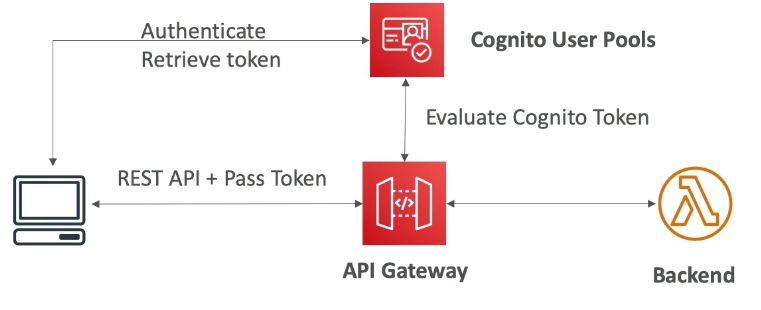 Authenticate
Retrieve token
Cognito User Pools
Evaluate Cognito Token
REST API + Pass Token
</>
API Gateway
Backend